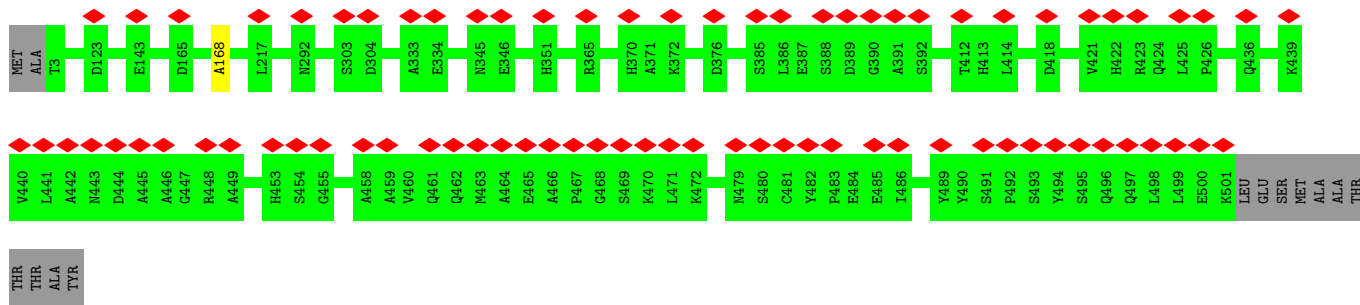 MET ALA T3 D123 E143 D165 A168 L217 N292 S303 D304 A333 E334 N345 E346 H351 R365 H370 A371 K372 D376 S385 L386 E387 S388 D389 G390 A391 S392 T412 H413 L414 D418 V421 H422 R423 Q424 L425 P426 Q436 K439
V440 L441 A442 N443 D444 A445 A446 G447 R448 A449 H453 S454 G455 A458 A459 V460 Q461 Q462 M463 A464 E465 A466 P467 G468 S469 K470 L471 K472 N479 S480 C481 Y482 P483 E484 E485 I486 Y489 Y490 S491 P492 S493 Y494 S495 Q496 Q497 L498 L499 E500 K501 LEU GLU SER MET ALA ALA THR
THR THR ALA TYR